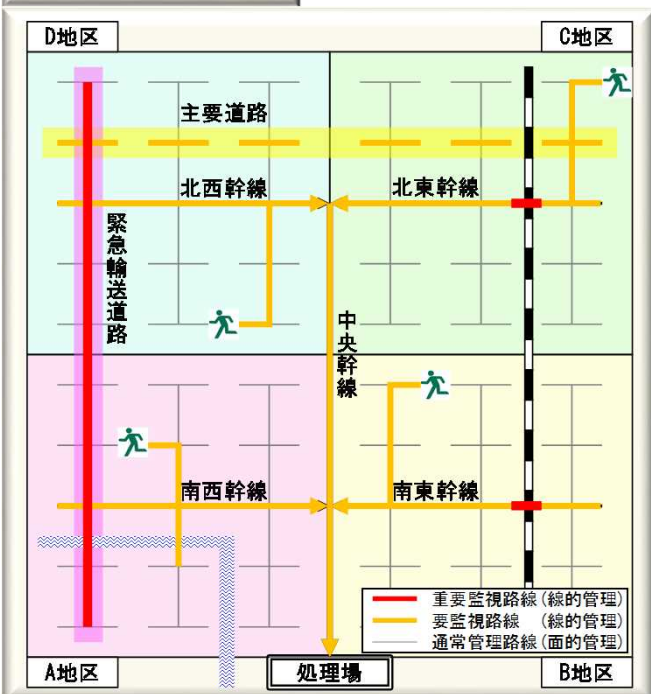 D地区
C地区
主要道路
北西幹線
北東幹線
緊急輸送道路
中央幹線
南西幹線
南東幹線
重要監視路線(線的管理)
要監視路線 (線的管理)
通常管理路線(面的管理)
A地区
処理場
B地区